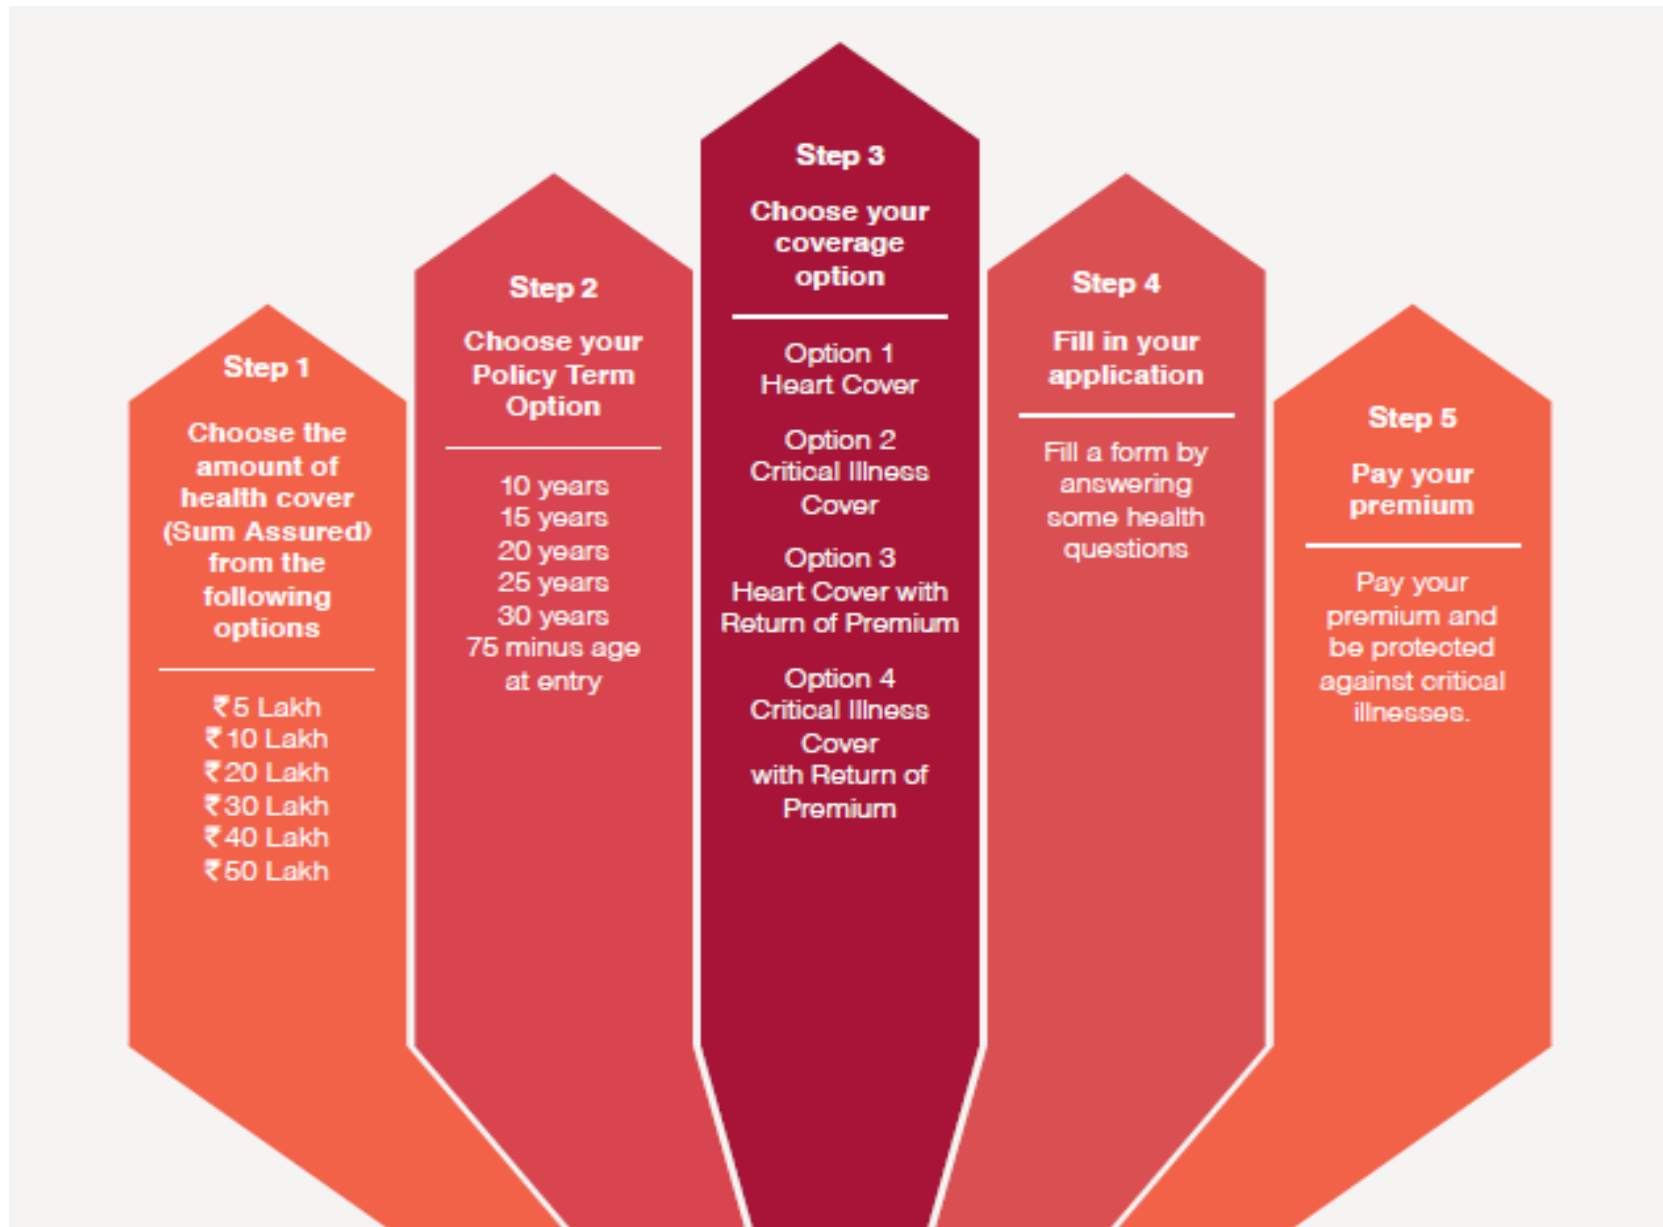 Step 1
Choose the
amount of
health cover
(Sum Assured)
from the
following
options
₹5 Lakh
₹10 Lakh
₹20 Lakh
₹30 Lakh
₹40 Lakh
₹50 Lakh
Step 2
Choose your
Policy Term
Option
10 years
15 years
20 years
25 years
30 years
75 minus age
at entry
Step 3
Choose your
coverage
option
Option 1
Heart Cover
Option 2
Critical Illness
Cover
Option 3
Heart Cover with
Return of Premium
Option 4
Critical Illness
Cover
with Return of
Premium
Step 4
Fill in your
application
Fill a form by
answering
some health
questions
Step 5
Pay your
premium
Pay your
premium and
be protected
against critical
illnesses.